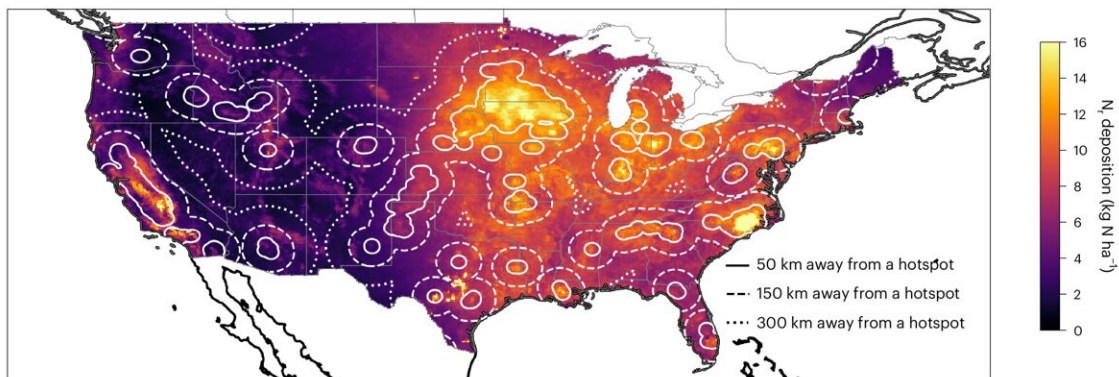 50 km away from a hotspot
150 km away from a hotspot
300 km away from a hotspot
16
14
12
10
8
6
4
2
0
Nᵣ deposition (kg N ha⁻¹)